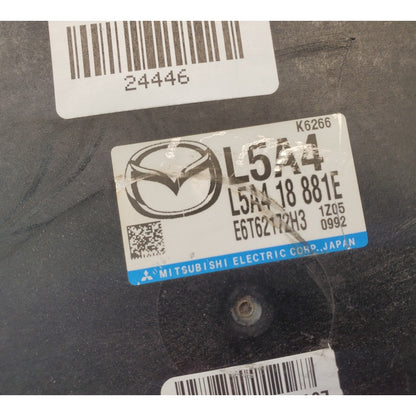 24446
K6266
L5A4
L5A4 18 881E
E6T62172H3
1Z05
0992
MITSUBISHI ELECTRIC CORP. JAPAN